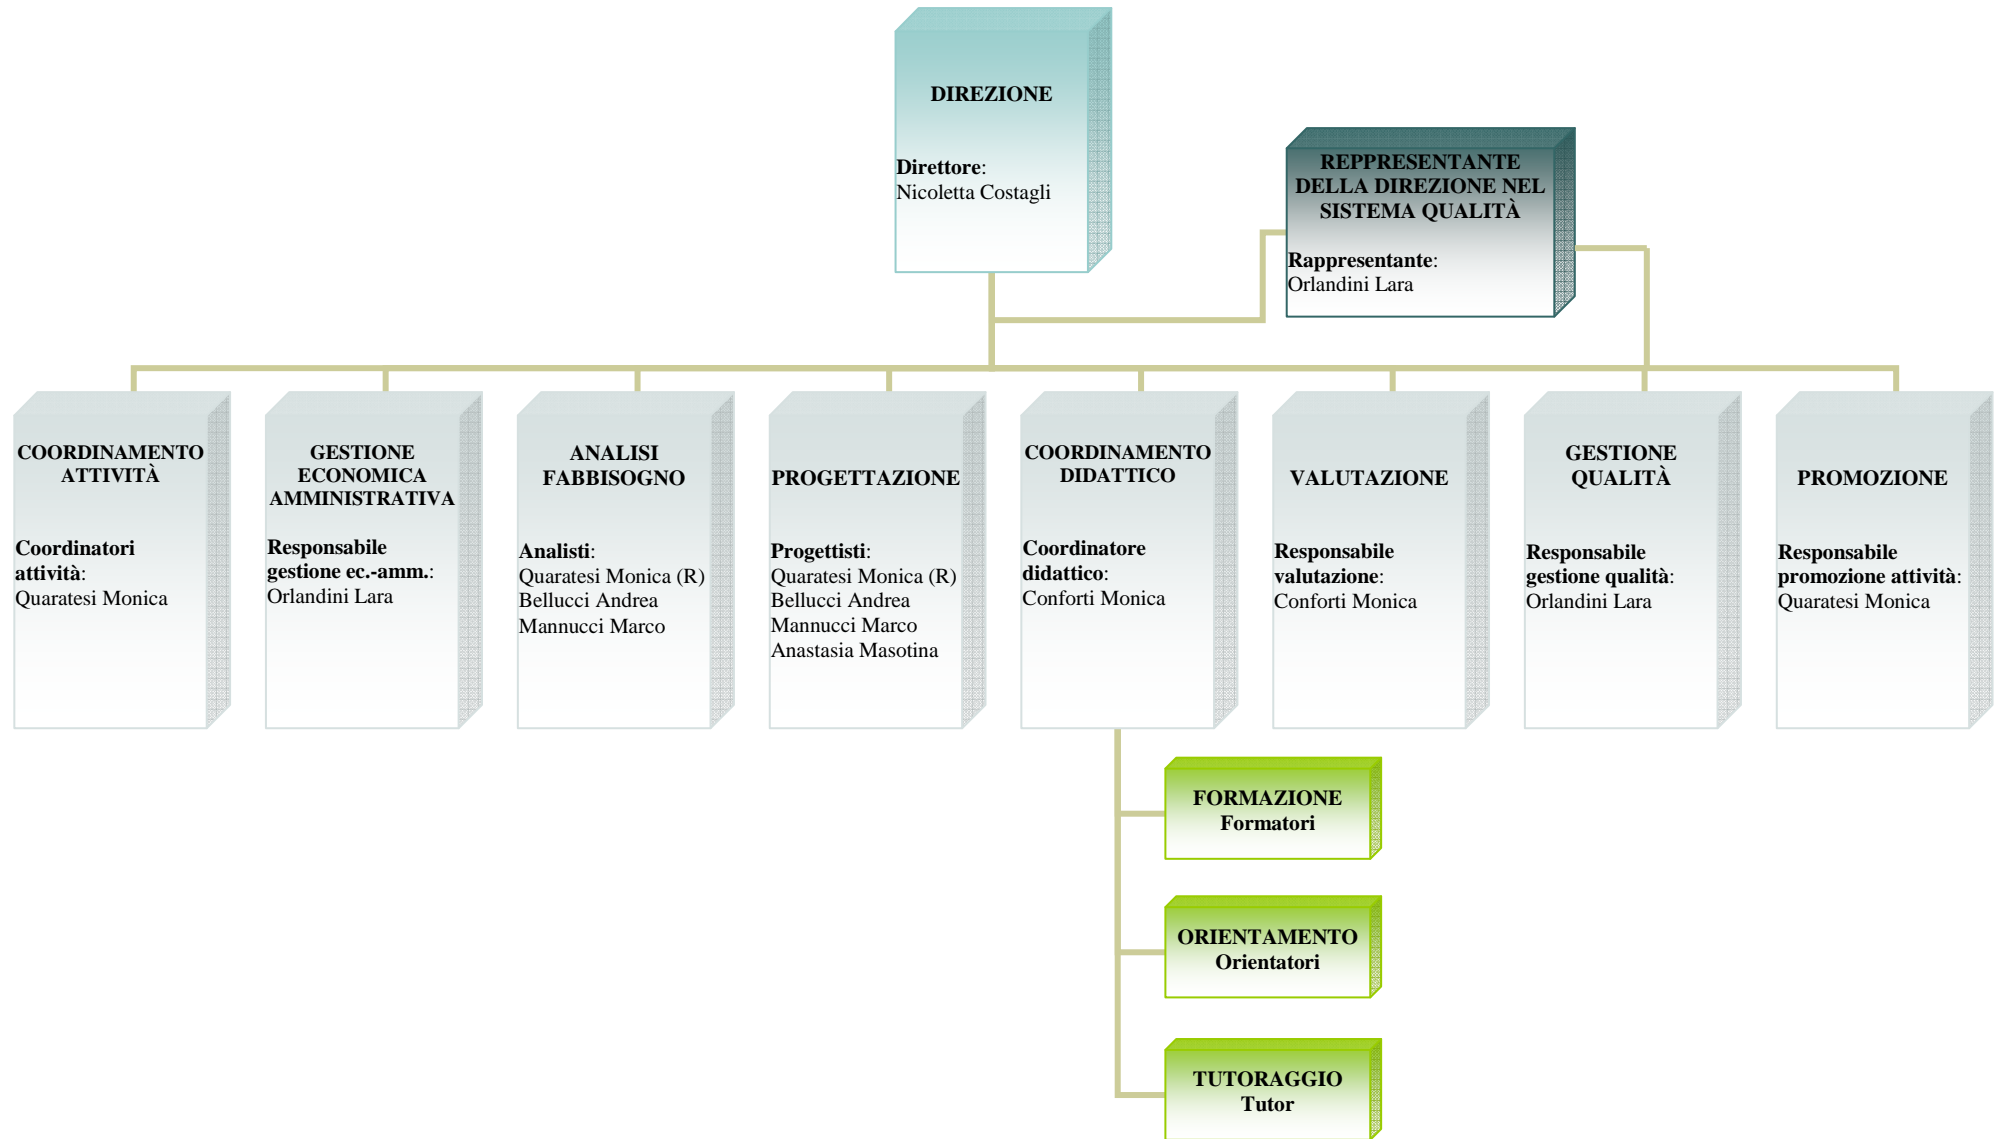 DIREZIONE
Direttore:
Nicoletta Costagli
REPPRESENTANTE
DELLA DIREZIONE NEL
SISTEMA QUALITÀ
Rappresentante:
Orlandini Lara
COORDINAMENTO
ATTIVITÀ
Coordinatori
attività:
Quaratesi Monica
GESTIONE
ECONOMICA
AMMINISTRATIVA
Responsabile
gestione ec.-amm.:
Orlandini Lara
ANALISI
FABBISOGNO
Analisti:
Quaratesi Monica (R)
Bellucci Andrea
Mannucci Marco
PROGETTAZIONE
Progettisti:
Quaratesi Monica (R)
Bellucci Andrea
Mannucci Marco
Anastasia Masotina
COORDINAMENTO
DIDATTICO
Coordinatore
didattico:
Conforti Monica
VALUTAZIONE
Responsabile
valutazione:
Conforti Monica
GESTIONE
QUALITÀ
Responsabile
gestione qualità:
Orlandini Lara
PROMOZIONE
Responsabile
promozione attività:
Quaratesi Monica
FORMAZIONE
Formatori
ORIENTAMENTO
Orientatori
TUTORAGGIO
Tutor